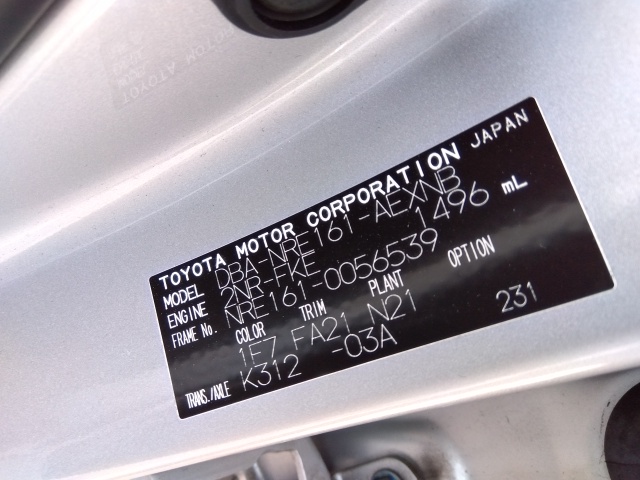 TOYOTA MOTOR CORPORATION JAPAN
MODEL DBA-NRE161-AEXNB
ENGINE 2NR-FKE 1496 mL
FRAME No. NRE161-0056539
COLOR TRIM PLANT OPTION
1E7 FA21 N21 231
TRANS./AXLE K312 -03A